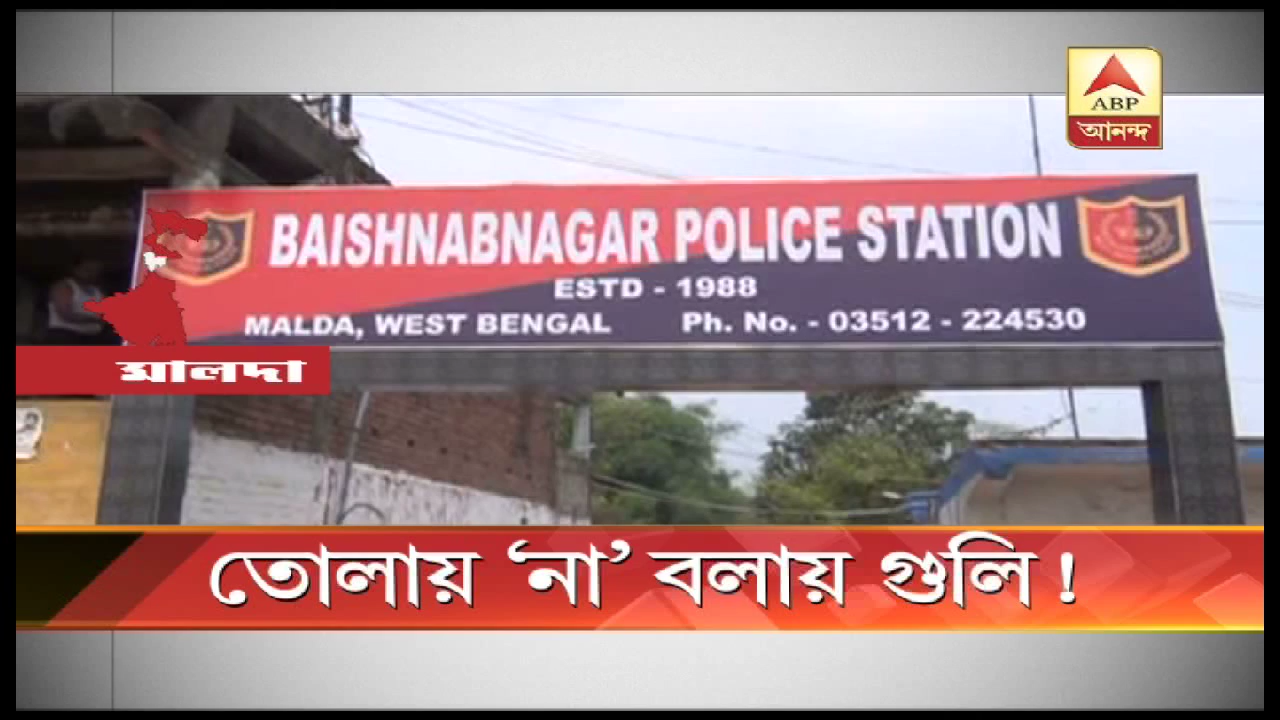 ABP
আনন্দ
BAISHNABNAGAR POLICE STATION
ESTD - 1988
MALDA, WEST BENGAL Ph. No. - 03512 - 224530
মালদা
তোলায় ‘না’ বলায় গুলি !